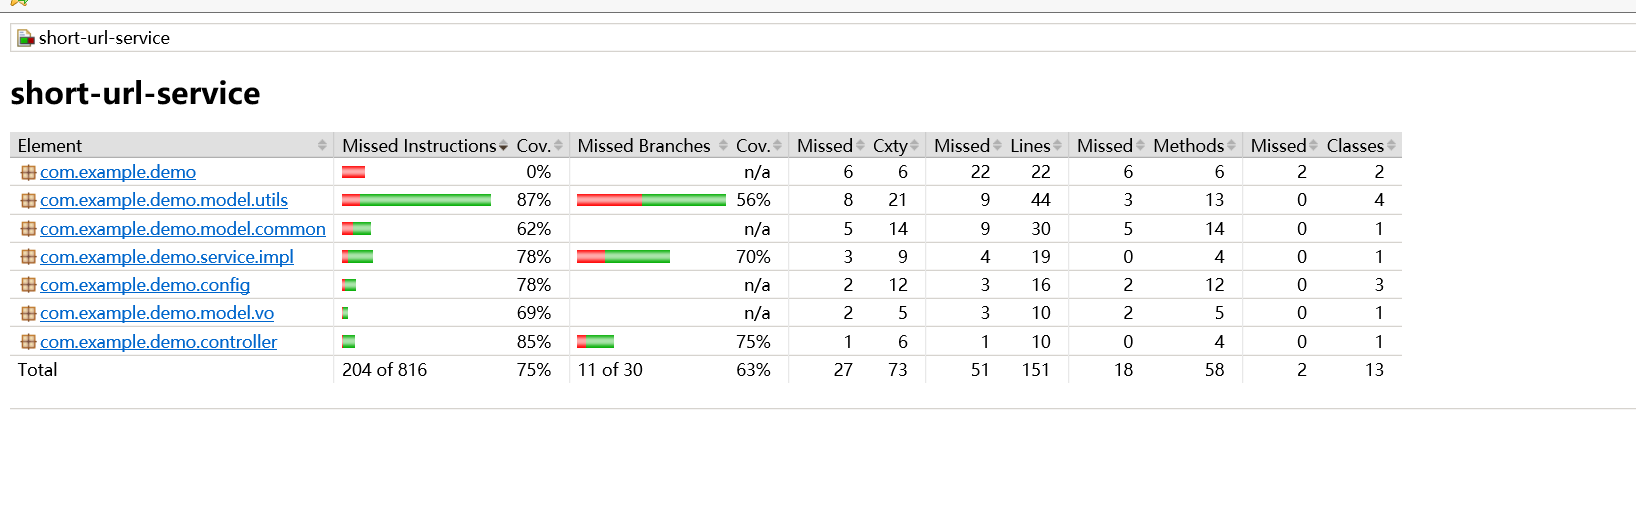 short-url-service
short-url-service
Element Missed Instructions Cov. Missed Branches Cov. Missed Cxty Missed Lines Missed Methods Missed Classes
com.example.demo 0% n/a 6 6 22 22 6 6 2 2
com.example.demo.model.utils 87% 56% 8 21 9 44 3 13 0 4
com.example.demo.model.common 62% n/a 5 14 9 30 5 14 0 1
com.example.demo.service.impl 78% 70% 3 9 4 19 0 4 0 1
com.example.demo.config 78% n/a 2 12 3 16 2 12 0 3
com.example.demo.model.vo 69% n/a 2 5 3 10 2 5 0 1
com.example.demo.controller 85% 75% 1 6 1 10 0 4 0 1
Total 204 of 816 75% 11 of 30 63% 27 73 51 151 18 58 2 13